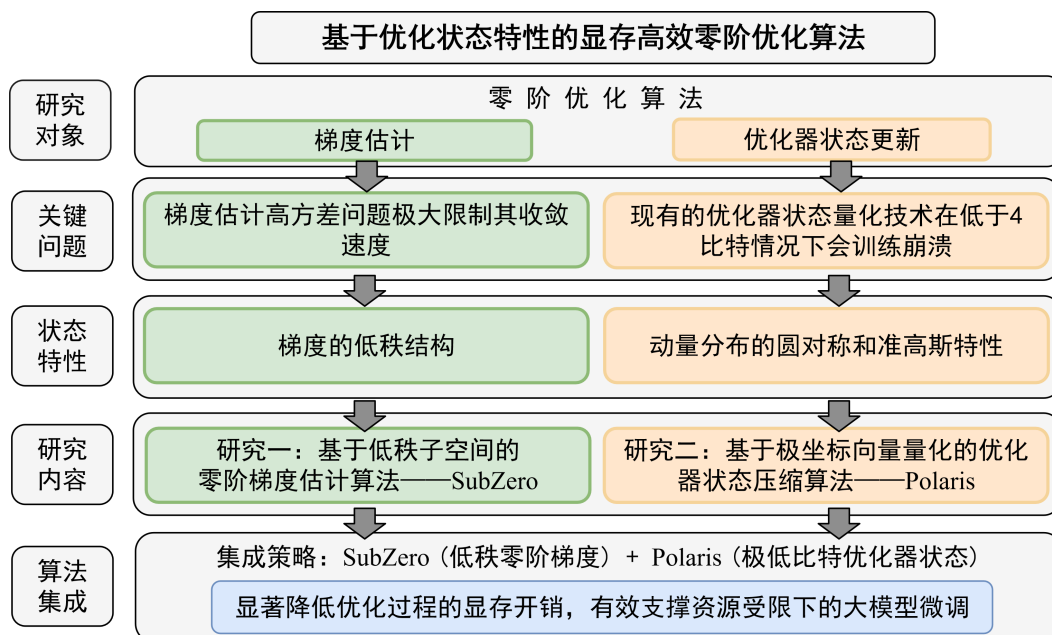 基于优化状态特性的显存高效零阶优化算法
研究
对象
零阶优化算法
梯度估计
优化器状态更新
关键
问题
梯度估计高方差问题极大限制其收敛
速度
现有的优化器状态量化技术在低于4
比特情况下会训练崩溃
状态
特性
梯度的低秩结构
动量分布的圆对称和准高斯特性
研究
内容
研究一：基于低秩子空间的
零阶梯度估计算法——SubZero
研究二：基于极坐标向量量化的优化
器状态压缩算法——Polaris
算法
集成
集成策略：SubZero（低秩零阶梯度）+ Polaris（极低比特优化器状态）
显著降低优化过程的显存开销，有效支撑资源受限下的大模型微调